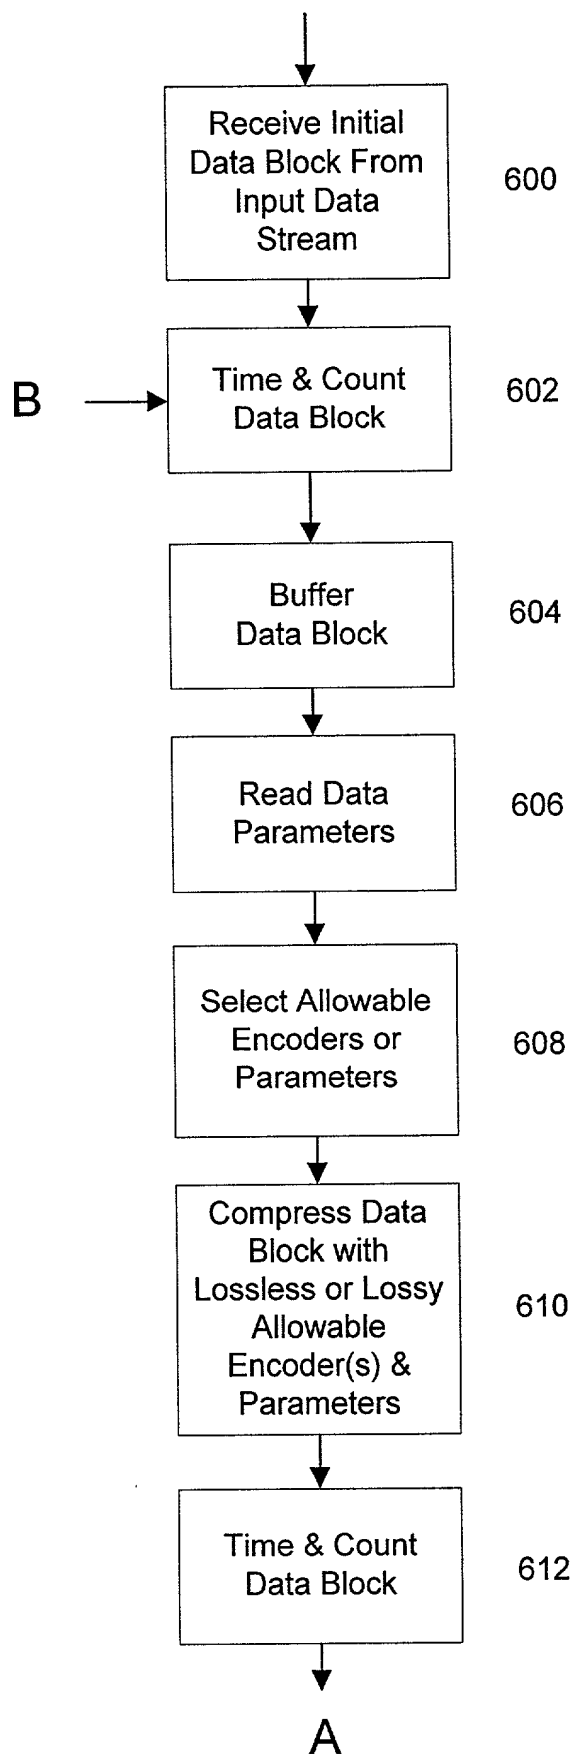 Receive Initial
Data Block From
Input Data
Stream
600
B
Time & Count
Data Block
602
Buffer
Data Block
604
Read Data
Parameters
606
Select Allowable
Encoders or
Parameters
608
Compress Data
Block with
Lossless or Lossy
Allowable
Encoder(s) &
Parameters
610
Time & Count
Data Block
612
A